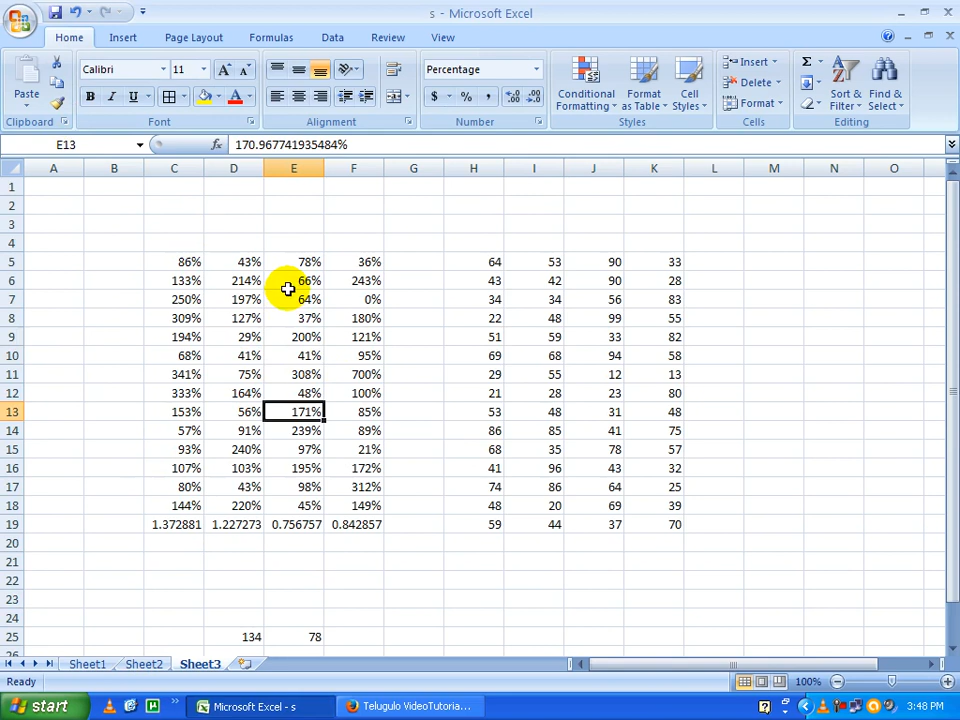 s - Microsoft Excel
Home Insert Page Layout Formulas Data Review View
Paste
Clipboard
Calibri 11
B I U
Font
Alignment
Percentage
$ % ,
Number
Conditional Formatting
Format as Table
Cell Styles
Styles
Insert
Delete
Format
Cells
Sort & Filter
Find & Select
Editing
E13 fx 170.967741935484%
A B C D E F G H I J K L M N O
1
2
3
4
5 86% 43% 78% 36% 64 53 90 33
6 133% 214% 66% 243% 43 42 90 28
7 250% 197% 64% 0% 34 34 56 83
8 309% 127% 37% 180% 22 48 99 55
9 194% 29% 200% 121% 51 59 33 82
10 68% 41% 41% 95% 69 68 94 58
11 341% 75% 308% 700% 29 55 12 13
12 333% 164% 48% 100% 21 28 23 80
13 153% 56% 171% 85% 53 48 31 48
14 57% 91% 239% 89% 86 85 41 75
15 93% 240% 97% 21% 68 35 78 57
16 107% 103% 195% 172% 41 96 43 32
17 80% 43% 98% 312% 74 86 64 25
18 144% 220% 45% 149% 48 20 69 39
19 1.372881 1.227273 0.756757 0.842857 59 44 37 70
20
21
22
23
24
25 134 78
26
Sheet1 Sheet2 Sheet3
Ready 100%
start Microsoft Excel - s Telugulo VideoTutoria... 3:48 PM